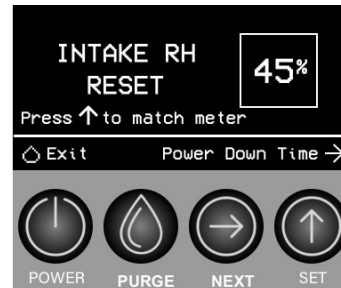 INTAKE RH
RESET
45%
Press ↑ to match meter
Exit Power Down Time →
POWER PURGE NEXT SET